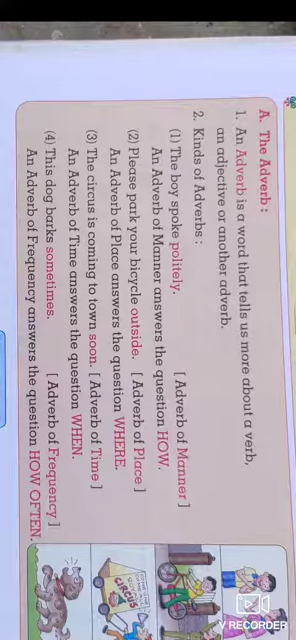 A. The Adverb :
1. An Adverb is a word that tells us more about a verb,
an adjective or another adverb.
2. Kinds of Adverbs :
(1) The boy spoke politely. [ Adverb of Manner ]
An Adverb of Manner answers the question HOW.
(2) Please park your bicycle outside. [ Adverb of Place ]
An Adverb of Place answers the question WHERE.
(3) The circus is coming to town soon. [ Adverb of Time ]
An Adverb of Time answers the question WHEN.
(4) This dog barks sometimes. [ Adverb of Frequency ]
An Adverb of Frequency answers the question HOW OFTEN.
CIRCUS
V RECORDER